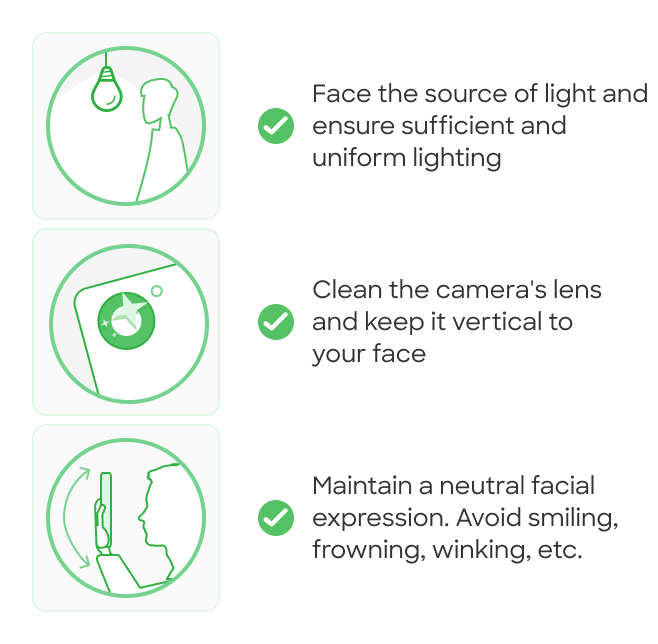 Face the source of light and
ensure sufficient and
uniform lighting
Clean the camera's lens
and keep it vertical to
your face
Maintain a neutral facial
expression. Avoid smiling,
frowning, winking, etc.